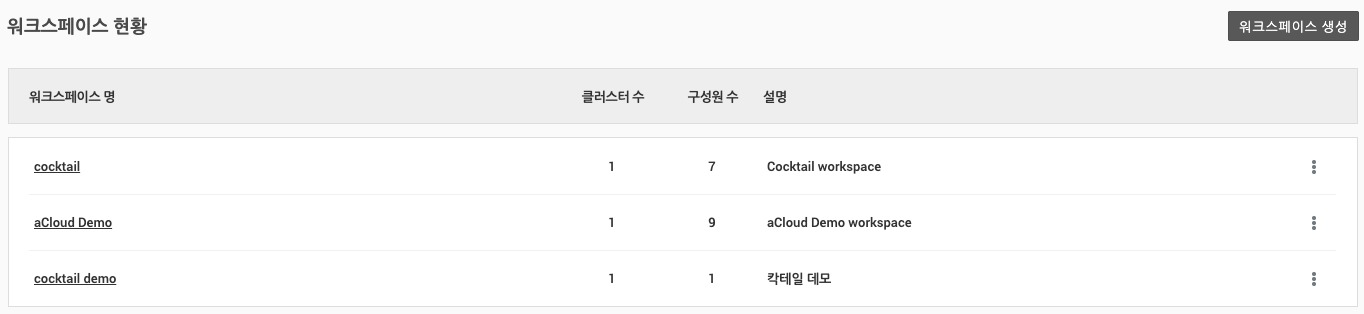 워크스페이스 현황
워크스페이스 생성
워크스페이스 명 클러스터 수 구성원 수 설명
cocktail 1 7 Cocktail workspace
aCloud Demo 1 9 aCloud Demo workspace
cocktail demo 1 1 칵테일 데모